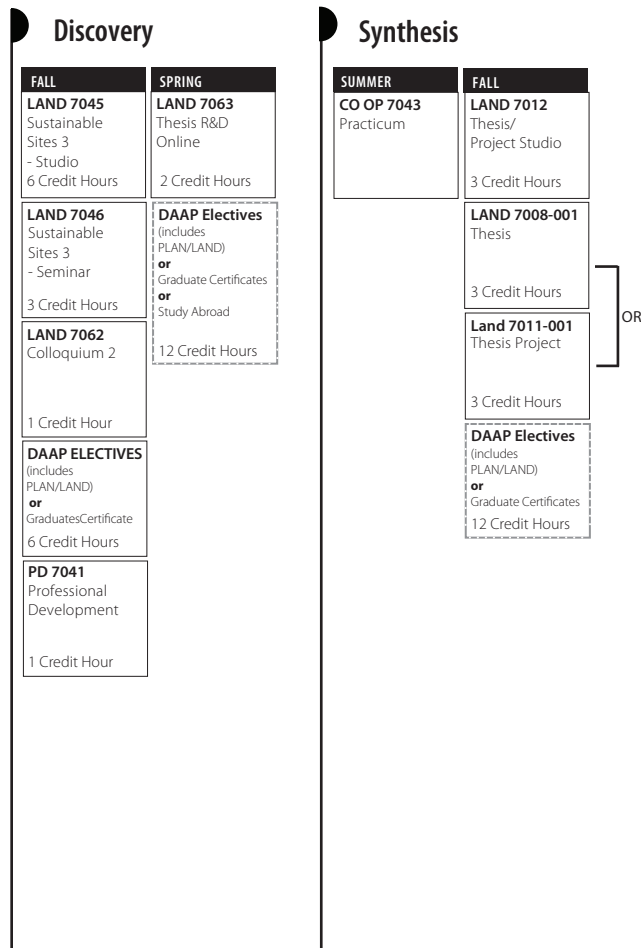 Discovery
FALL
LAND 7045
Sustainable
Sites 3
- Studio
6 Credit Hours
LAND 7046
Sustainable
Sites 3
- Seminar
3 Credit Hours
LAND 7062
Colloquium 2
1 Credit Hour
DAAP ELECTIVES
(includes
PLAN/LAND)
or
GraduatesCertificate
6 Credit Hours
PD 7041
Professional
Development
1 Credit Hour
SPRING
LAND 7063
Thesis R&D
Online
2 Credit Hours
DAAP Electives
(includes
PLAN/LAND)
or
Graduate Certificates
or
Study Abroad
12 Credit Hours
Synthesis
SUMMER
CO OP 7043
Practicum
FALL
LAND 7012
Thesis/
Project Studio
3 Credit Hours
LAND 7008-001
Thesis
3 Credit Hours
OR
Land 7011-001
Thesis Project
3 Credit Hours
DAAP Electives
(includes
PLAN/LAND)
or
Graduate Certificates
12 Credit Hours